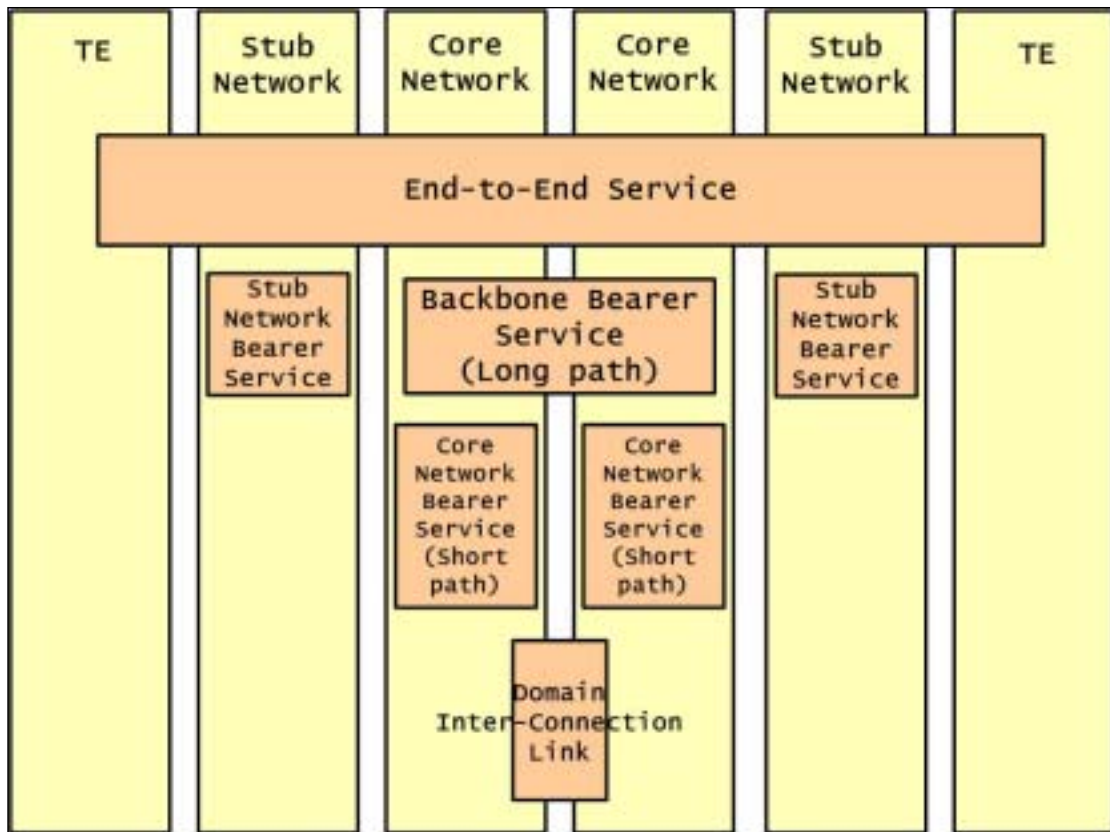 TE
Stub
Network
Core
Network
Core
Network
Stub
Network
TE
End-to-End Service
Stub
Network
Bearer
Service
Backbone Bearer
Service
(Long path)
Stub
Network
Bearer
Service
Core
Network
Bearer
Service
(Short
path)
Core
Network
Bearer
Service
(Short
path)
Domain
Inter-Connection
Link